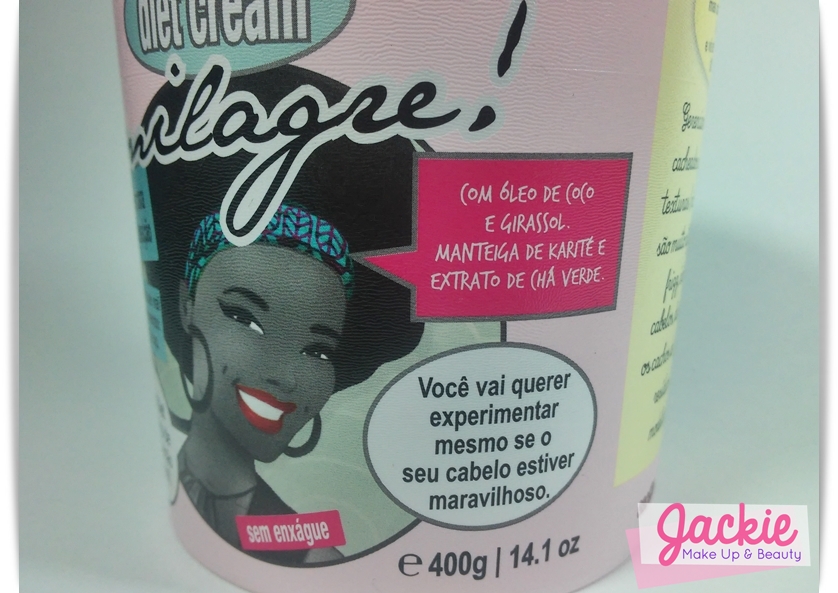 diet cream
milagre!
COM ÓLEO DE COCO
E GIRASSOL.
MANTEIGA DE KARITÉ E
EXTRATO DE CHÁ VERDE.
Você vai querer
experimentar
mesmo se o
seu cabelo estiver
maravilhoso.
sem enxágue
℮ 400g | 14.1 oz
Jackie
Make Up & Beauty